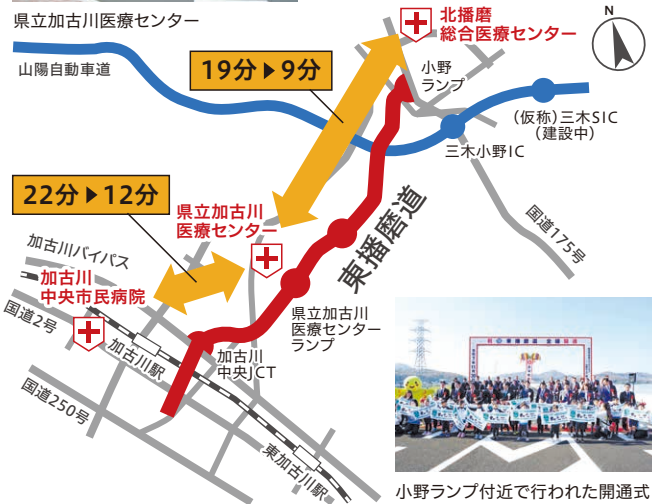 県立加古川医療センター
山陽自動車道
19分▶9分
北播磨
総合医療センター
N
小野
ランプ
(仮称)三木SIC
(建設中)
三木小野IC
22分▶12分
県立加古川
医療センター
東播磨道
国道175号
加古川バイパス
加古川
中央市民病院
国道2号
加古川駅
加古川
中央JCT
県立加古川
医療センター
ランプ
国道250号
東加古川駅
小野ランプ付近で行われた開通式